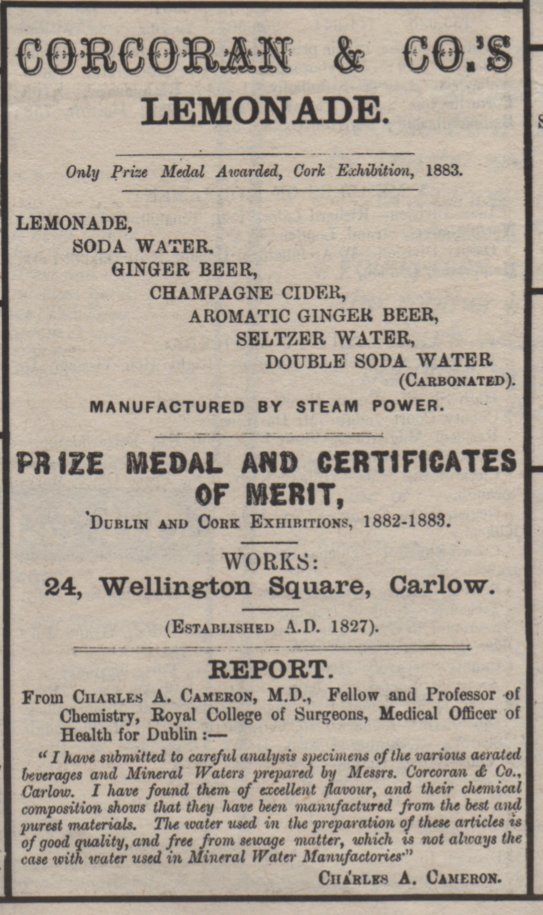 CORCORAN & CO.'S
LEMONADE.
Only Prize Medal Awarded, Cork Exhibition, 1883.
LEMONADE,
SODA WATER.
GINGER BEER,
CHAMPAGNE CIDER,
AROMATIC GINGER BEER,
SELTZER WATER,
DOUBLE SODA WATER
(CARBONATED).
MANUFACTURED BY STEAM POWER.
PRIZE MEDAL AND CERTIFICATES
OF MERIT,
DUBLIN AND CORK EXHIBITIONS, 1882-1883.
WORKS:
24, Wellington Square, Carlow.
(ESTABLISHED A.D. 1827).
REPORT.
From CHARLES A. CAMERON, M.D., Fellow and Professor of
Chemistry, Royal College of Surgeons, Medical Officer of
Health for Dublin :—
"I have submitted to careful analysis specimens of the various aerated
beverages and Mineral Waters prepared by Messrs. Corcoran & Co.,
Carlow. I have found them of excellent flavour, and their chemical
composition shows that they have been manufactured from the best and
purest materials. The water used in the preparation of these articles is
of good quality, and free from sewage matter, which is not always the
case with water used in Mineral Water Manufactories"
CHARLES A. CAMERON.